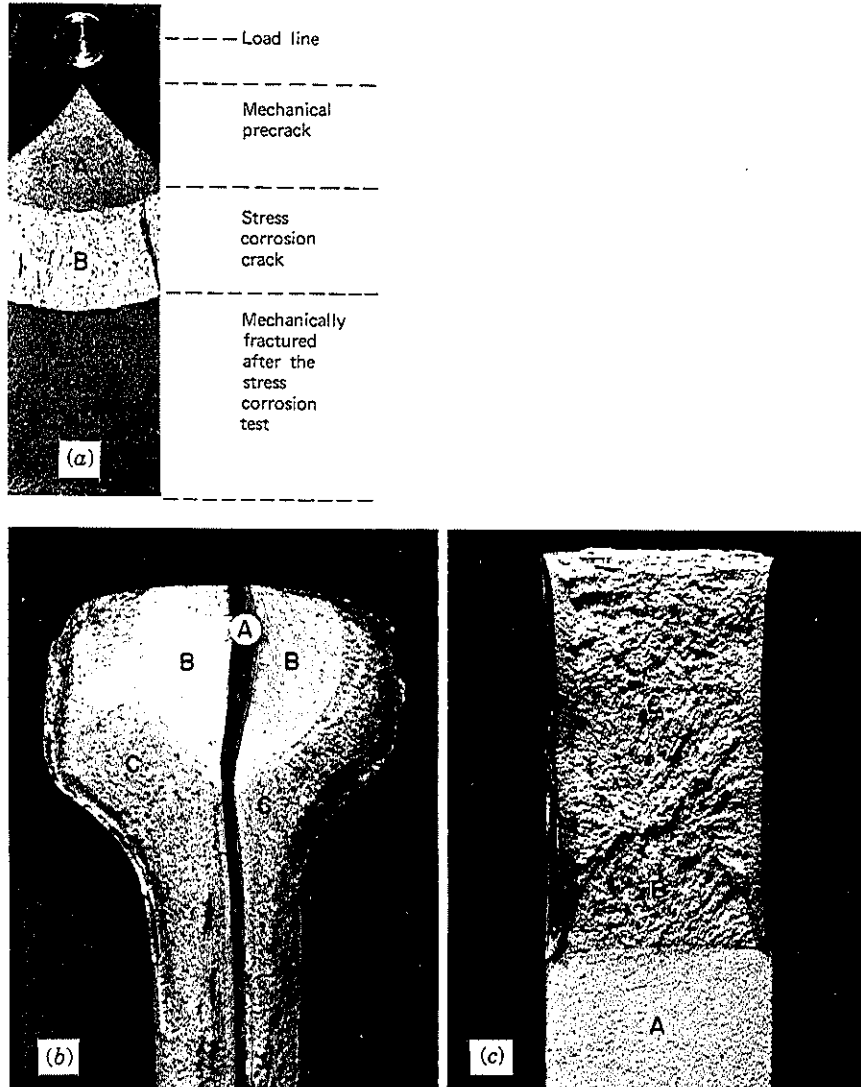 Load line
Mechanical
precrack
A
Stress
corrosion
crack
B
Mechanically
fractured
after the
stress
corrosion
test
(a)
A
B
B
C
C
(b)
C
B
A
(c)